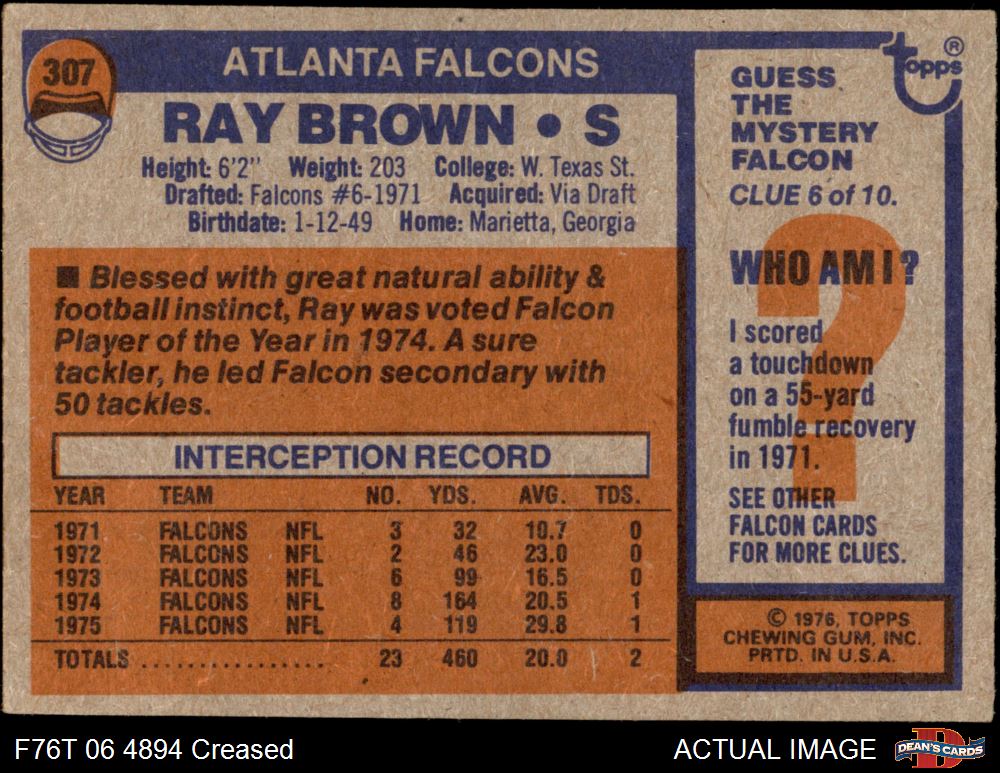 307
ATLANTA FALCONS
RAY BROWN • S
Height: 6'2" Weight: 203 College: W. Texas St.
Drafted: Falcons #6-1971 Acquired: Via Draft
Birthdate: 1-12-49 Home: Marietta, Georgia
■ Blessed with great natural ability &
football instinct, Ray was voted Falcon
Player of the Year in 1974. A sure
tackler, he led Falcon secondary with
50 tackles.
INTERCEPTION RECORD
YEAR TEAM NO. YDS. AVG. TDS.
1971 FALCONS NFL 3 32 10.7 0
1972 FALCONS NFL 2 46 23.0 0
1973 FALCONS NFL 6 99 16.5 0
1974 FALCONS NFL 8 164 20.5 1
1975 FALCONS NFL 4 119 29.8 1
TOTALS ................ 23 460 20.0 2
Topps ®
GUESS
THE
MYSTERY
FALCON
CLUE 6 of 10.
?
WHO AM I?
I scored
a touchdown
on a 55-yard
fumble recovery
in 1971.
SEE OTHER
FALCON CARDS
FOR MORE CLUES.
© 1976, TOPPS
CHEWING GUM, INC.
PRTD. IN U.S.A.
F76T 06 4894 Creased
ACTUAL IMAGE
D
DEAN'S CARDS